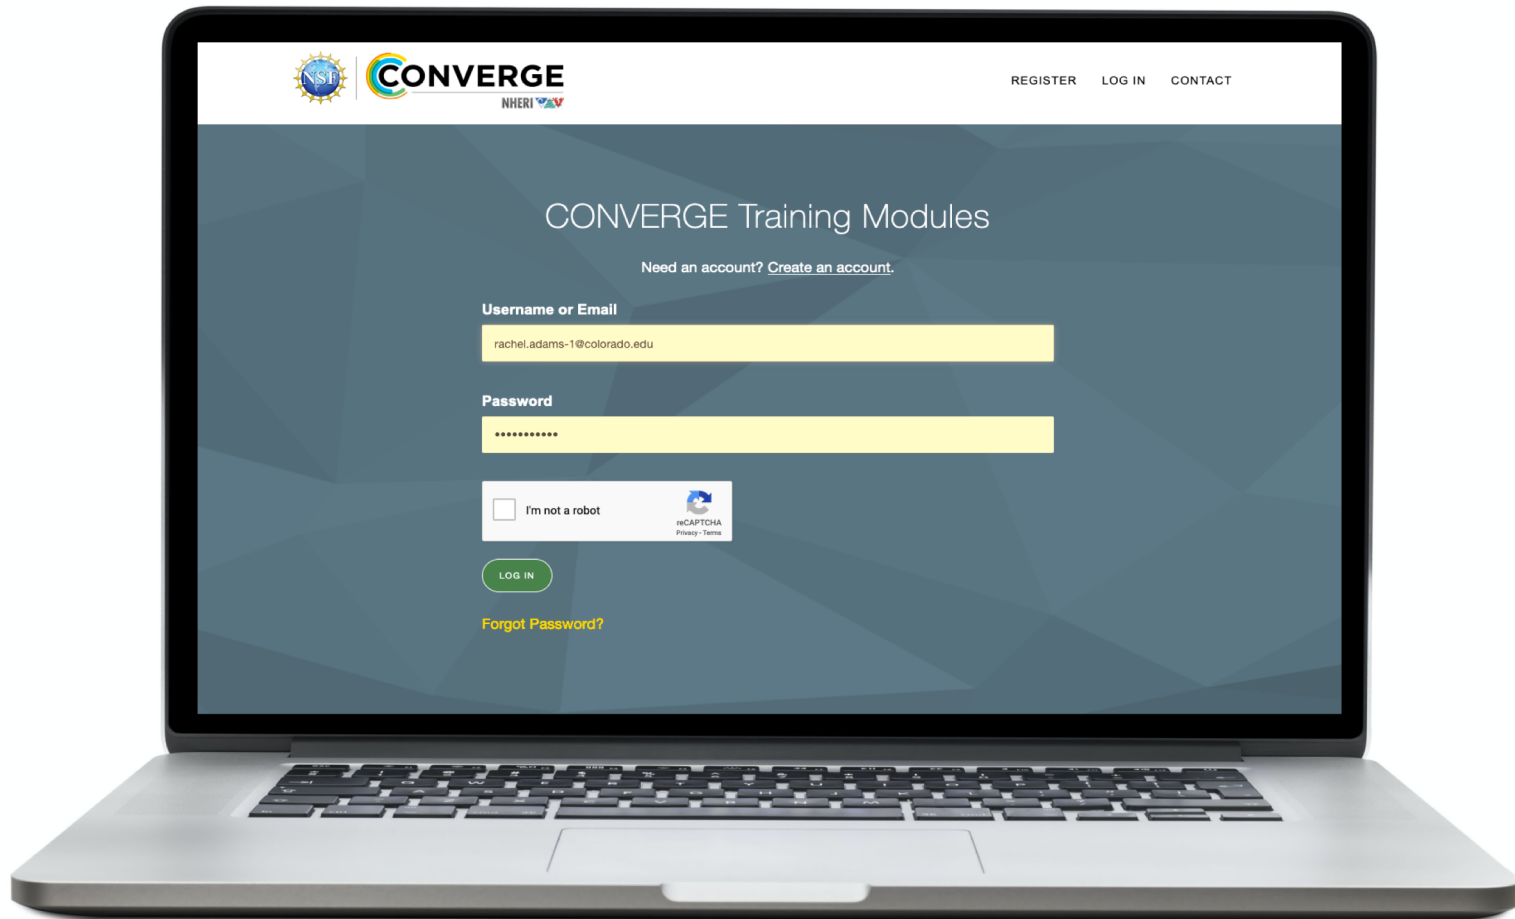 NSF
CONVERGE
NHERI
REGISTER LOG IN CONTACT
CONVERGE Training Modules
Need an account? Create an account.
Username or Email
rachel.adams-1@colorado.edu
Password
•••••••••••
I'm not a robot
reCAPTCHA
Privacy - Terms
LOG IN
Forgot Password?